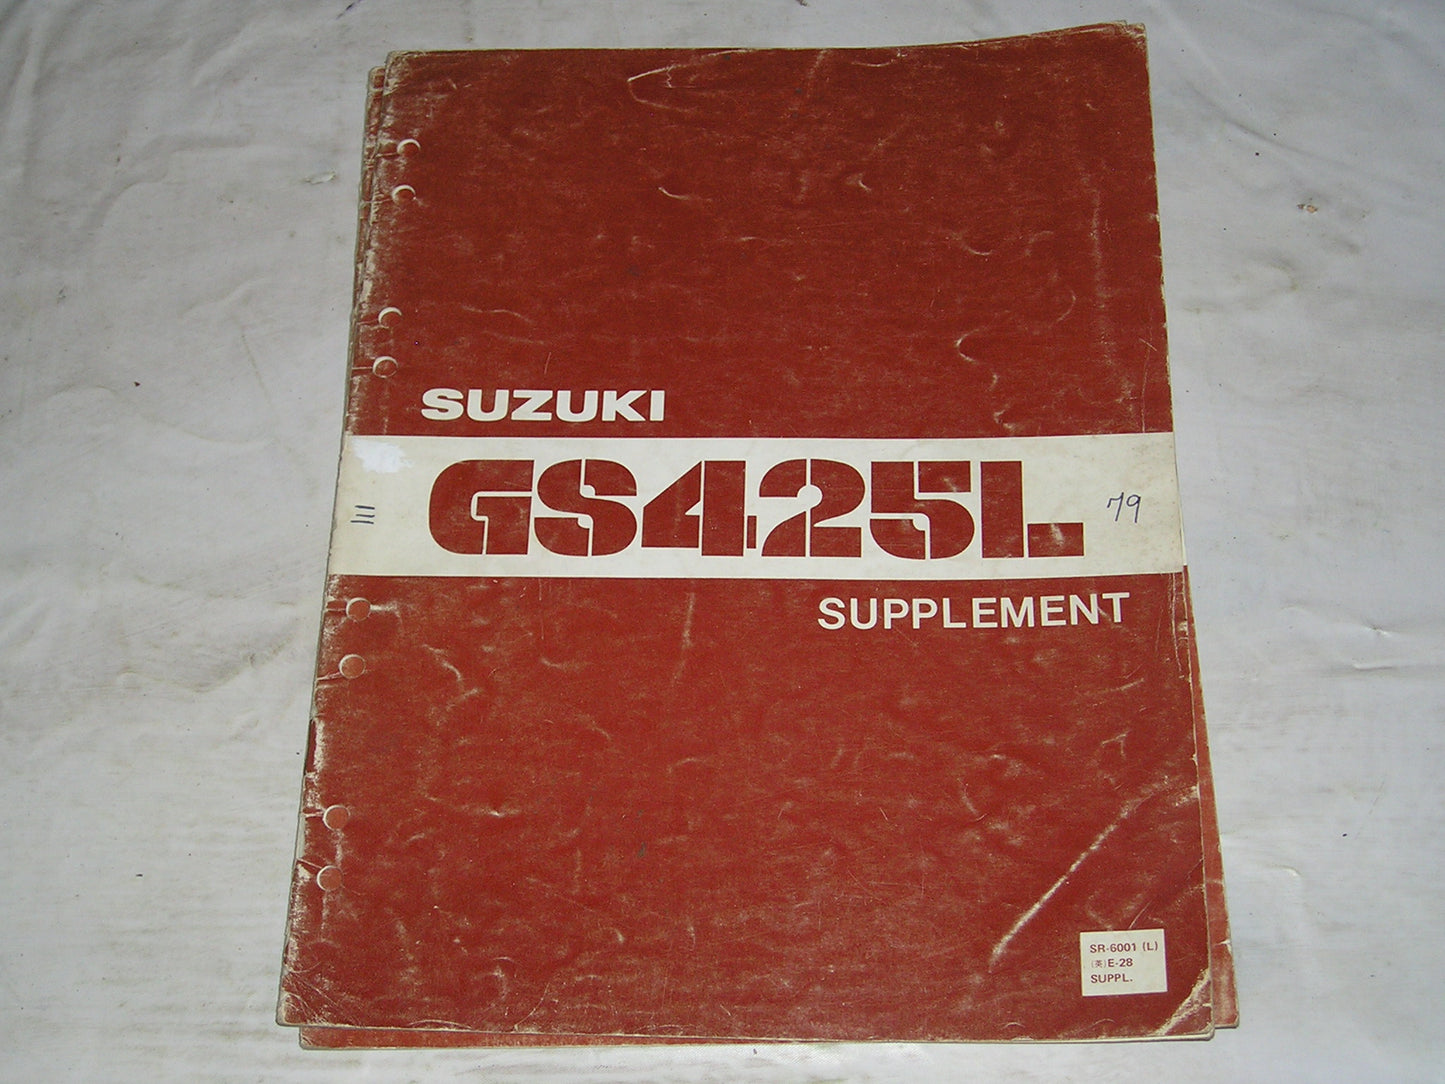 SUZUKI
GS425L
79
SUPPLEMENT
SR-6001 (L)
(英) E-28
SUPPL.